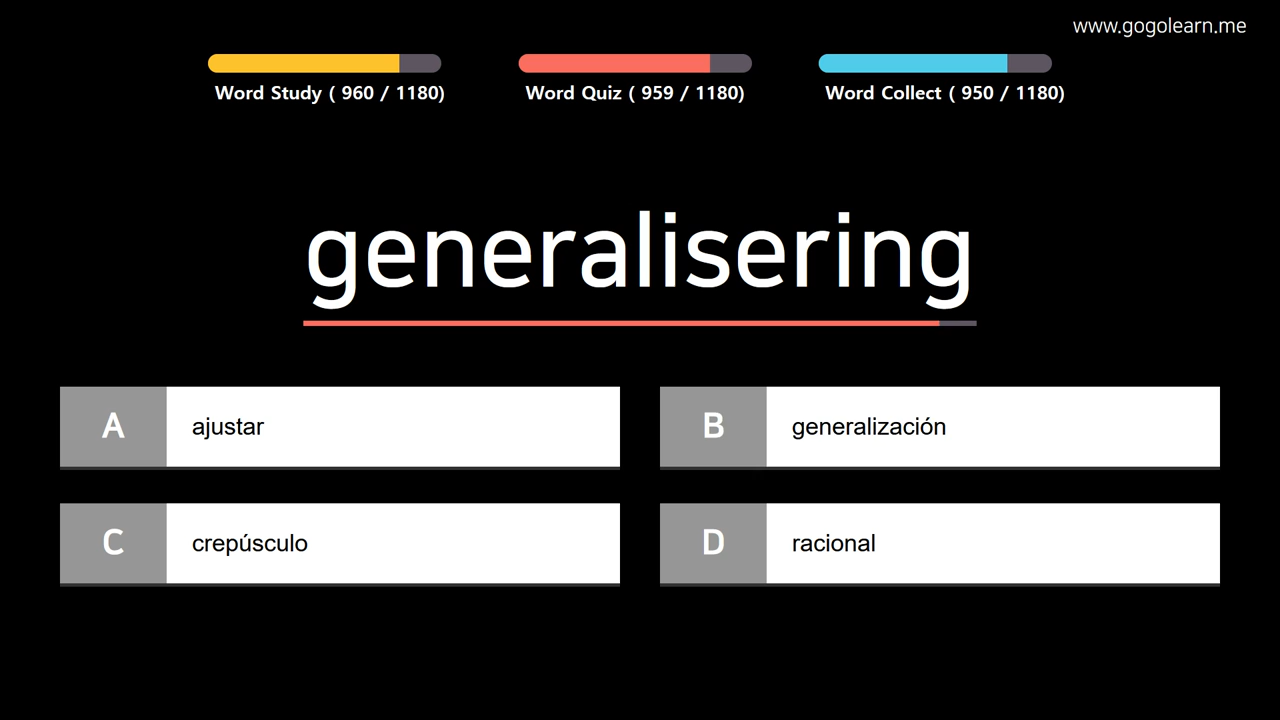 www.gogolearn.me
Word Study ( 960 / 1180)
Word Quiz ( 959 / 1180)
Word Collect ( 950 / 1180)
generalisering
A ajustar
B generalización
C crepúsculo
D racional